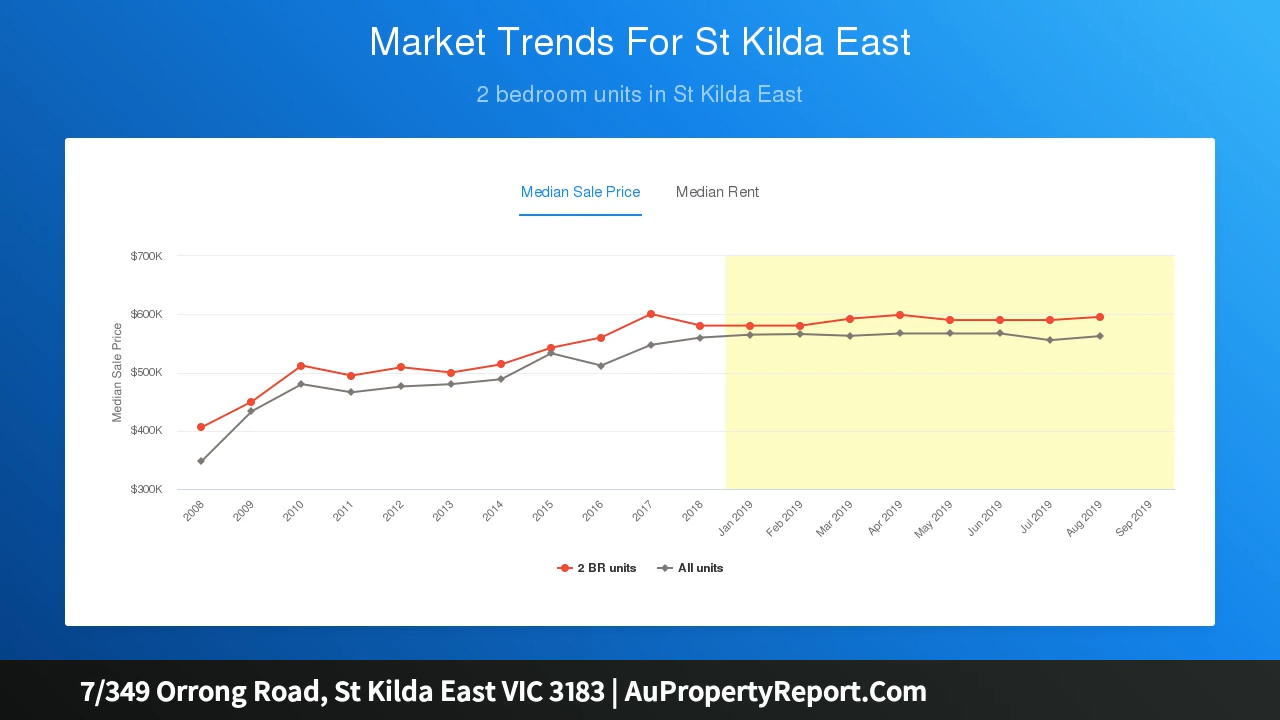 Market Trends For St Kilda East
2 bedroom units in St Kilda East
Median Sale Price Median Rent
$700K
$600K
$500K
$400K
$300K
Median Sale Price
2008 2009 2010 2011 2012 2013 2014 2015 2016 2017 2018 Jan 2019 Feb 2019 Mar 2019 Apr 2019 May 2019 Jun 2019 Jul 2019 Aug 2019 Sep 2019
2 BR units All units
7/349 Orrong Road, St Kilda East VIC 3183 | AuPropertyReport.Com